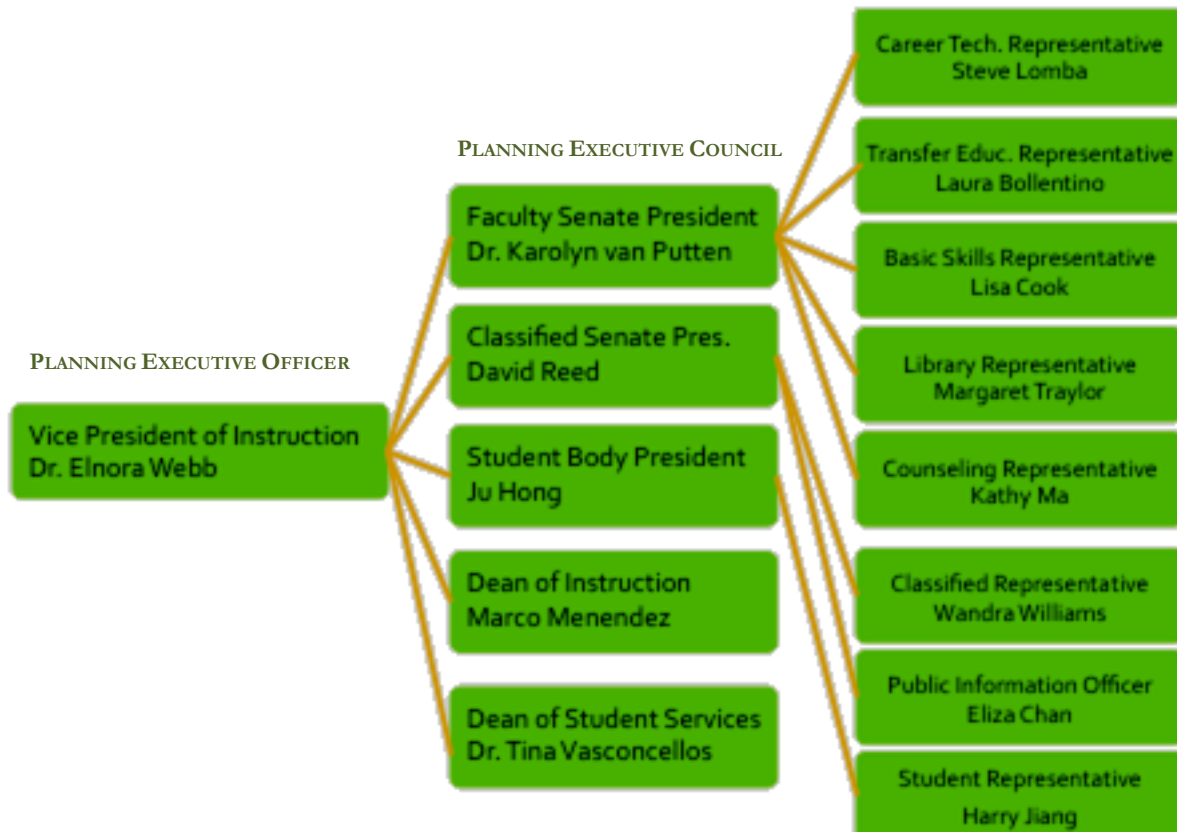 PLANNING EXECUTIVE OFFICER
Vice President of Instruction
Dr. Elnora Webb
PLANNING EXECUTIVE COUNCIL
Faculty Senate President
Dr. Karolyn van Putten
Classified Senate Pres.
David Reed
Student Body President
Ju Hong
Dean of Instruction
Marco Menendez
Dean of Student Services
Dr. Tina Vasconcellos
Career Tech. Representative
Steve Lomba
Transfer Educ. Representative
Laura Bollentino
Basic Skills Representative
Lisa Cook
Library Representative
Margaret Traylor
Counseling Representative
Kathy Ma
Classified Representative
Wandra Williams
Public Information Officer
Eliza Chan
Student Representative
Harry Jiang